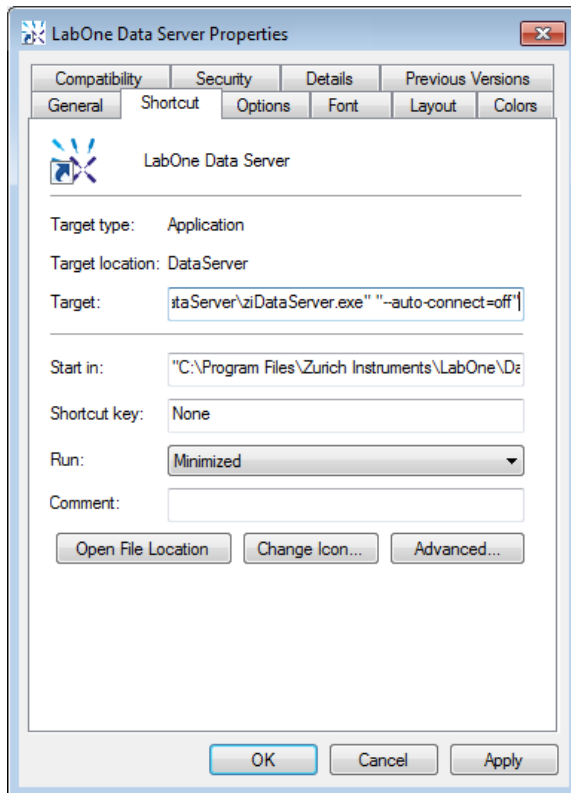 LabOne Data Server Properties
Compatibility Security Details Previous Versions
General Shortcut Options Font Layout Colors
LabOne Data Server
Target type: Application
Target location: DataServer
Target: ataServer\ziDataServer.exe" "--auto-connect=off"
Start in: "C:\Program Files\Zurich Instruments\LabOne\Da
Shortcut key: None
Run: Minimized
Comment:
Open File Location Change Icon... Advanced...
OK Cancel Apply